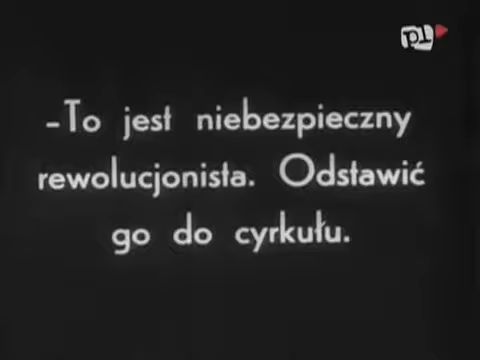 -To jest niebezpieczny
rewolucjonista. Odstawić
go do cyrkułu.